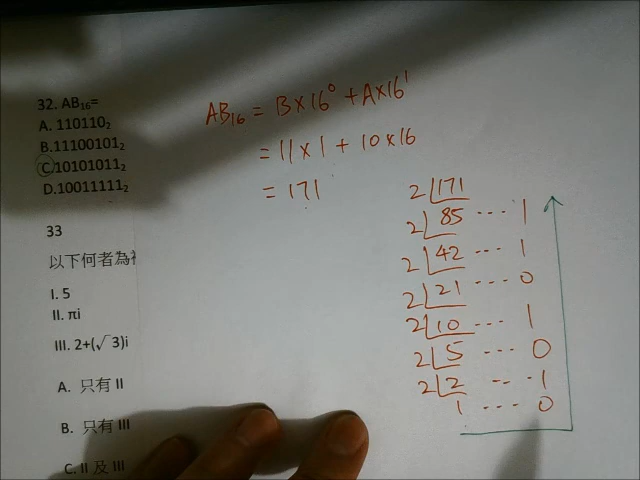 32. AB₁₆=
A. 110110₂
B.11100101₂
C.10101011₂
D.10011111₂
33
以下何者為
I. 5
II. πi
III. 2+(√3)i
A. 只有 II
B. 只有 III
C. II 及 III
AB₁₆ = B×16⁰ + A×16¹
= 11×1 + 10×16
= 171
2 171
2 85 --- 1
2 42 --- 1
2 21 --- 0
2 10 --- 1
2 5 --- 0
2 2 --- 1
1 --- 0